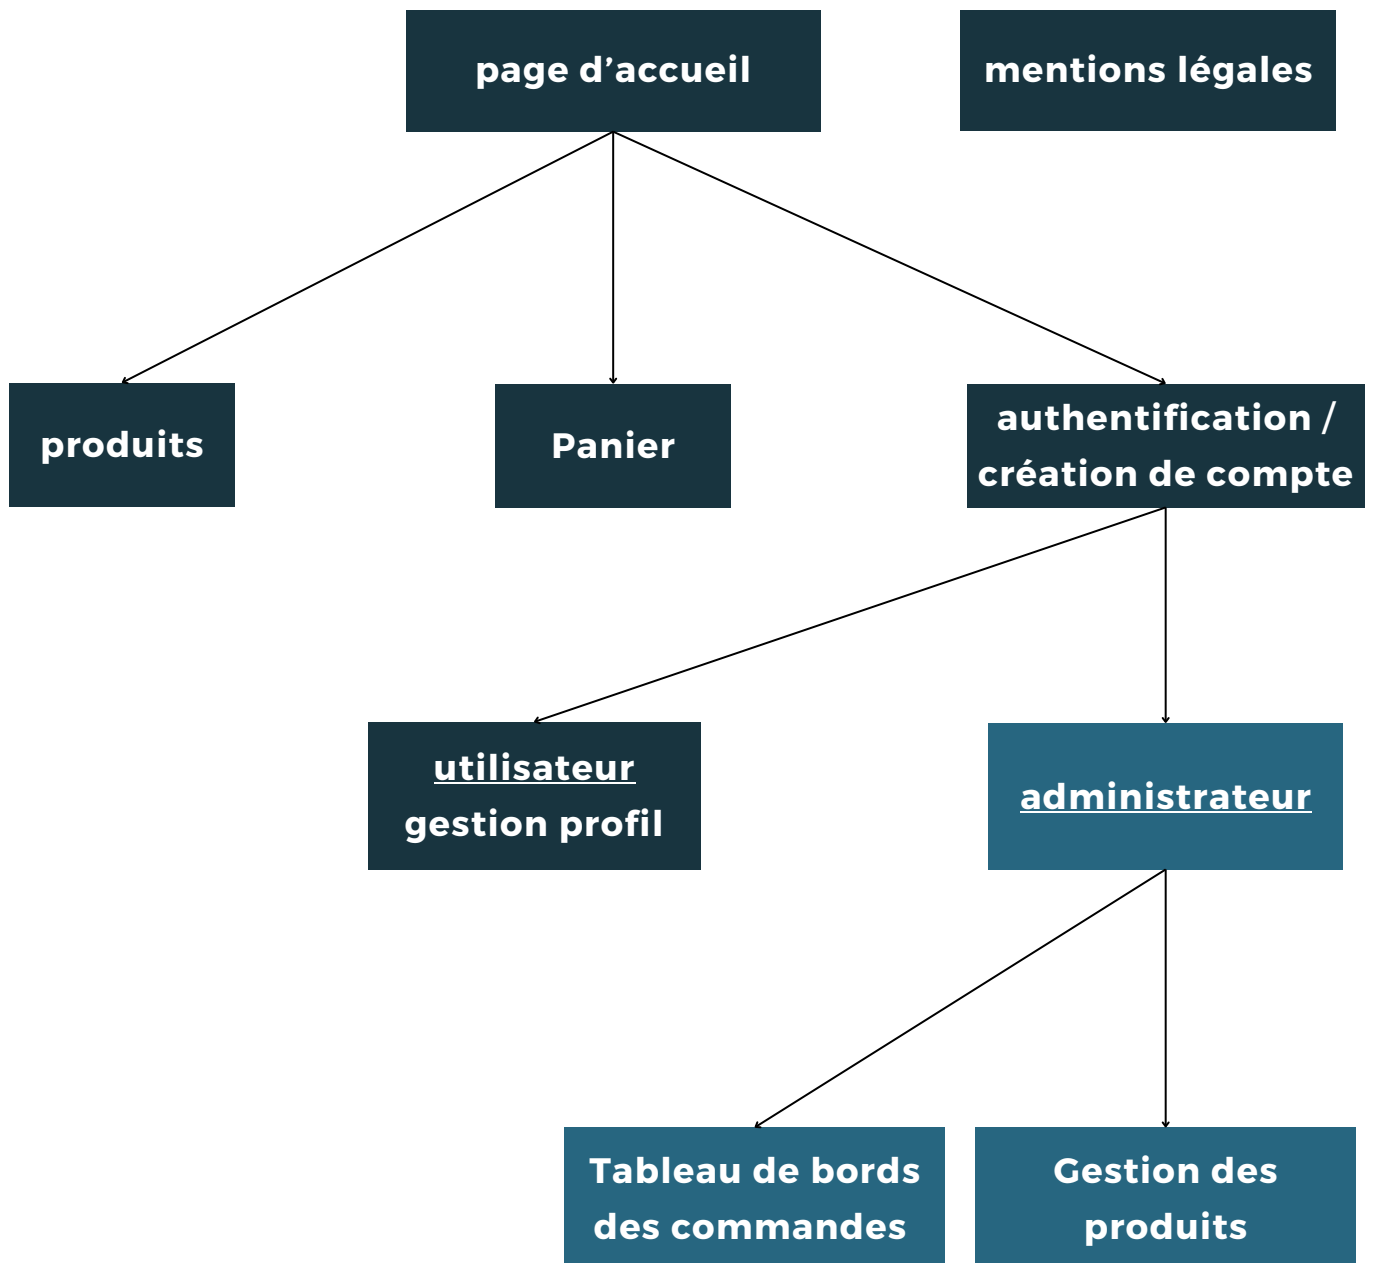 page d’accueil
mentions légales
produits
Panier
authentification /
création de compte
utilisateur
gestion profil
administrateur
Tableau de bords
des commandes
Gestion des
produits